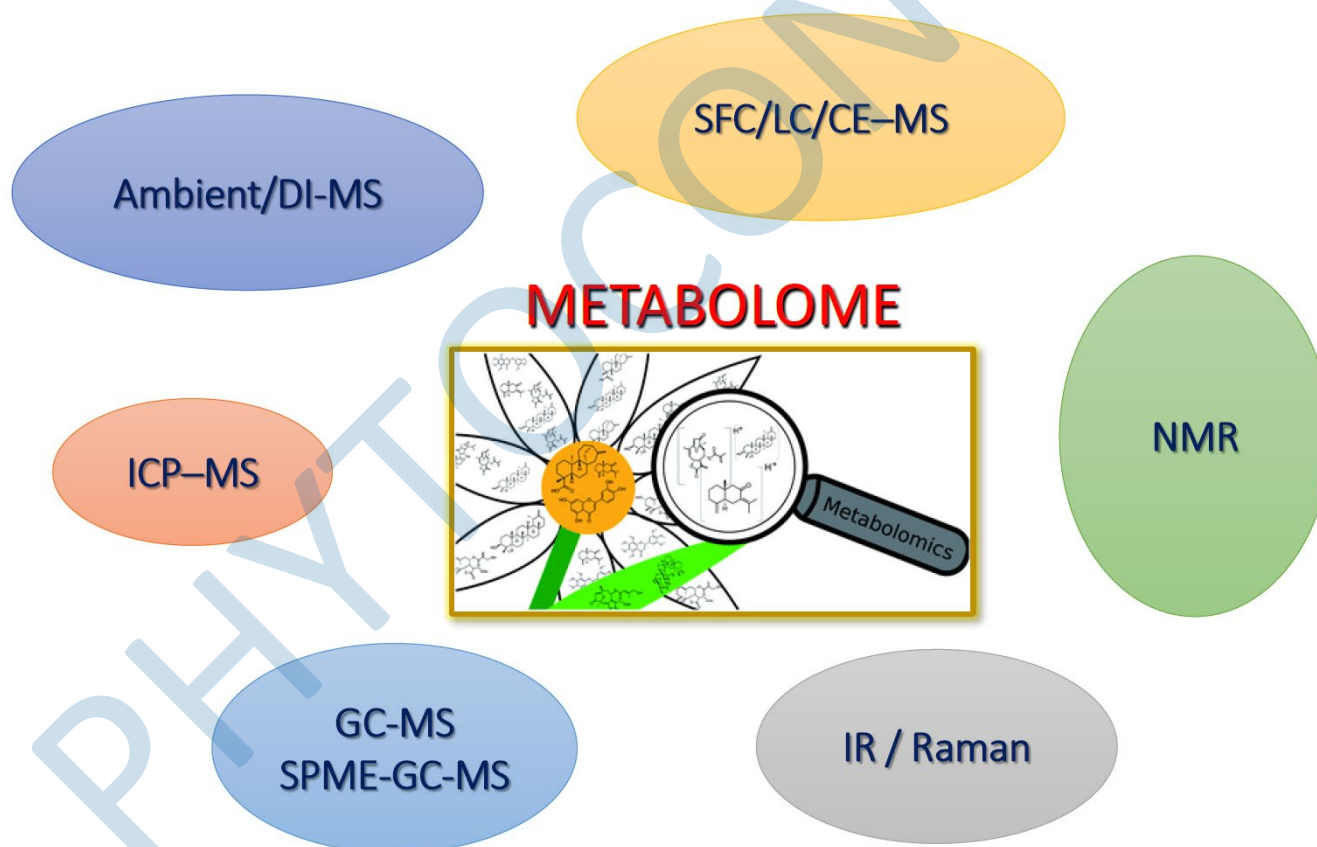 SFC/LC/CE–MS
Ambient/DI-MS
METABOLOME
NMR
ICP–MS
Metabolomics
GC-MS
SPME-GC-MS
IR / Raman
PHYTOCON